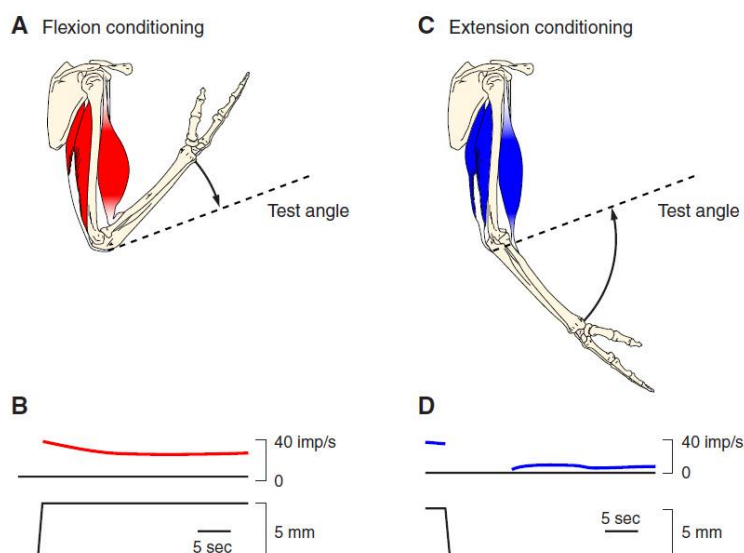 A Flexion conditioning
C Extension conditioning
Test angle
Test angle
B
D
40 imp/s
0
5 mm
5 sec
40 imp/s
0
5 mm
5 sec